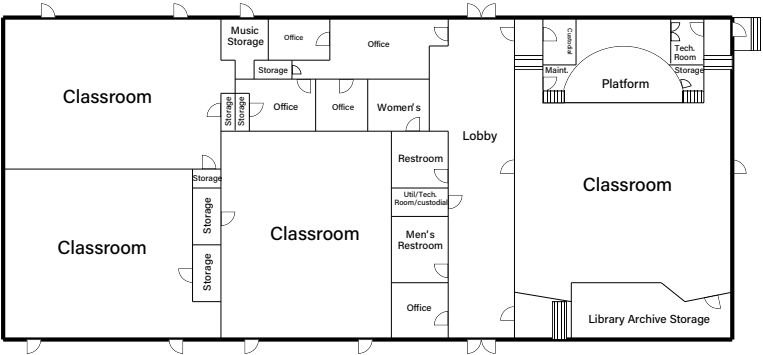 Music
Storage
Office
Office
Custodial
Tech.
Room
Storage
Maint.
Storage
Platform
Classroom
Storage
Storage
Office
Office
Women's
Lobby
Restroom
Storage
Classroom
Util/Tech.
Room/custodial
Storage
Classroom
Classroom
Men's
Restroom
Storage
Office
Library Archive Storage